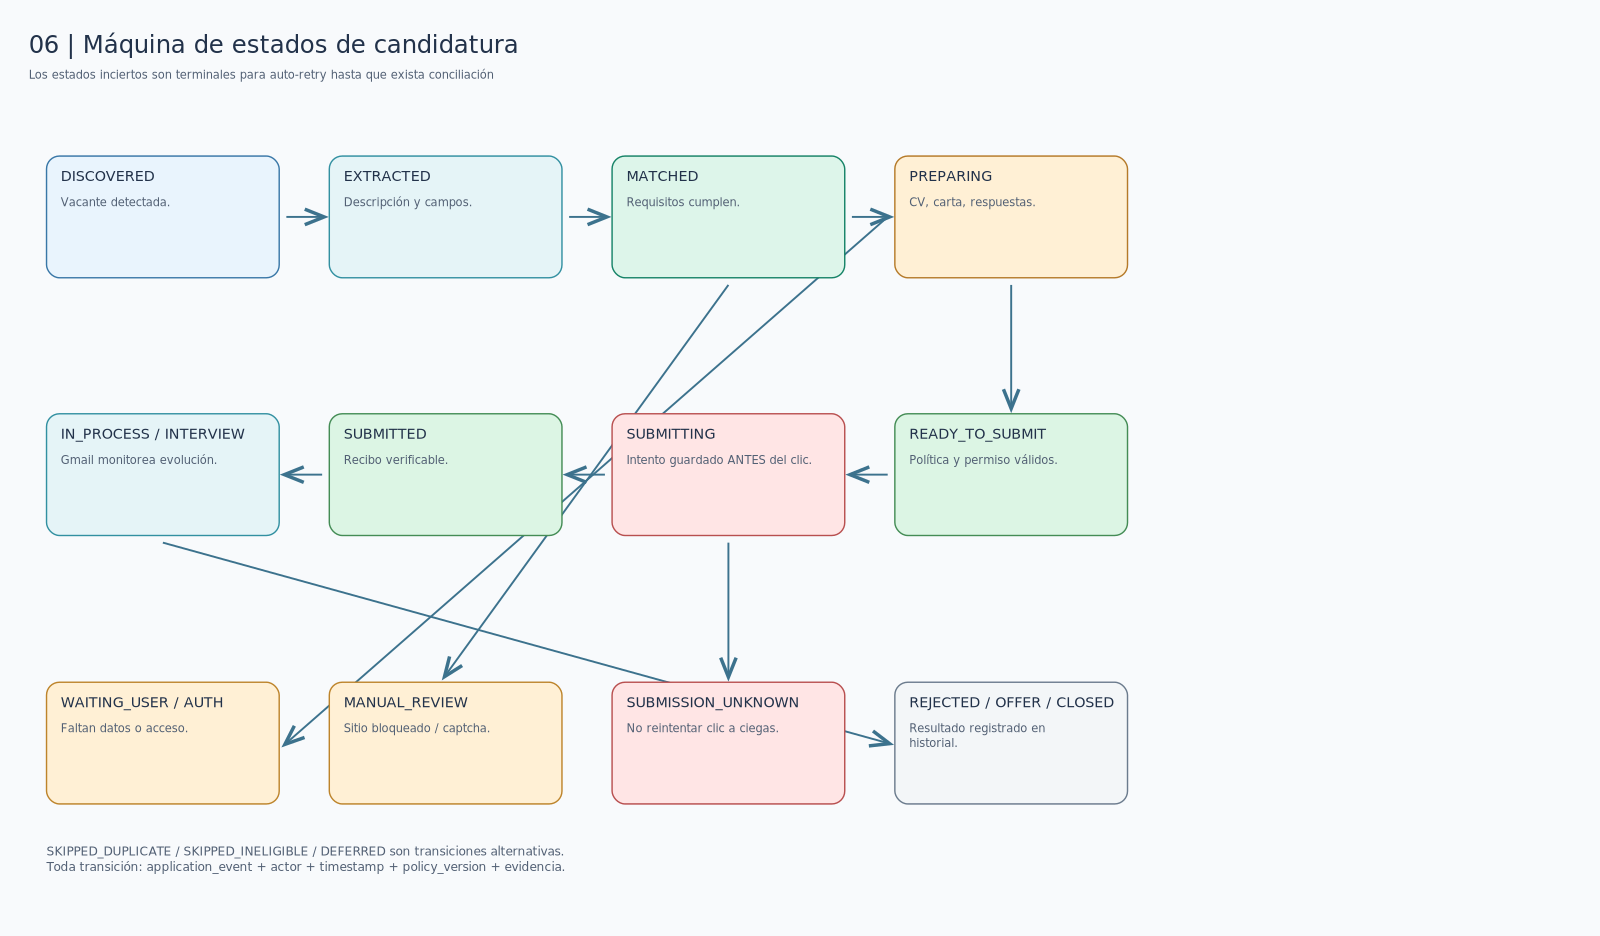 06 | Máquina de estados de candidatura
Los estados inciertos son terminales para auto-retry hasta que exista conciliación
DISCOVERED
Vacante detectada.
EXTRACTED
Descripción y campos.
MATCHED
Requisitos cumplen.
PREPARING
CV, carta, respuestas.
IN_PROCESS / INTERVIEW
Gmail monitorea evolución.
SUBMITTED
Recibo verificable.
SUBMITTING
Intento guardado ANTES del clic.
READY_TO_SUBMIT
Política y permiso válidos.
WAITING_USER / AUTH
Faltan datos o acceso.
MANUAL_REVIEW
Sitio bloqueado / captcha.
SUBMISSION_UNKNOWN
No reintentar clic a ciegas.
REJECTED / OFFER / CLOSED
Resultado registrado en
historial.
SKIPPED_DUPLICATE / SKIPPED_INELIGIBLE / DEFERRED son transiciones alternativas.
Toda transición: application_event + actor + timestamp + policy_version + evidencia.